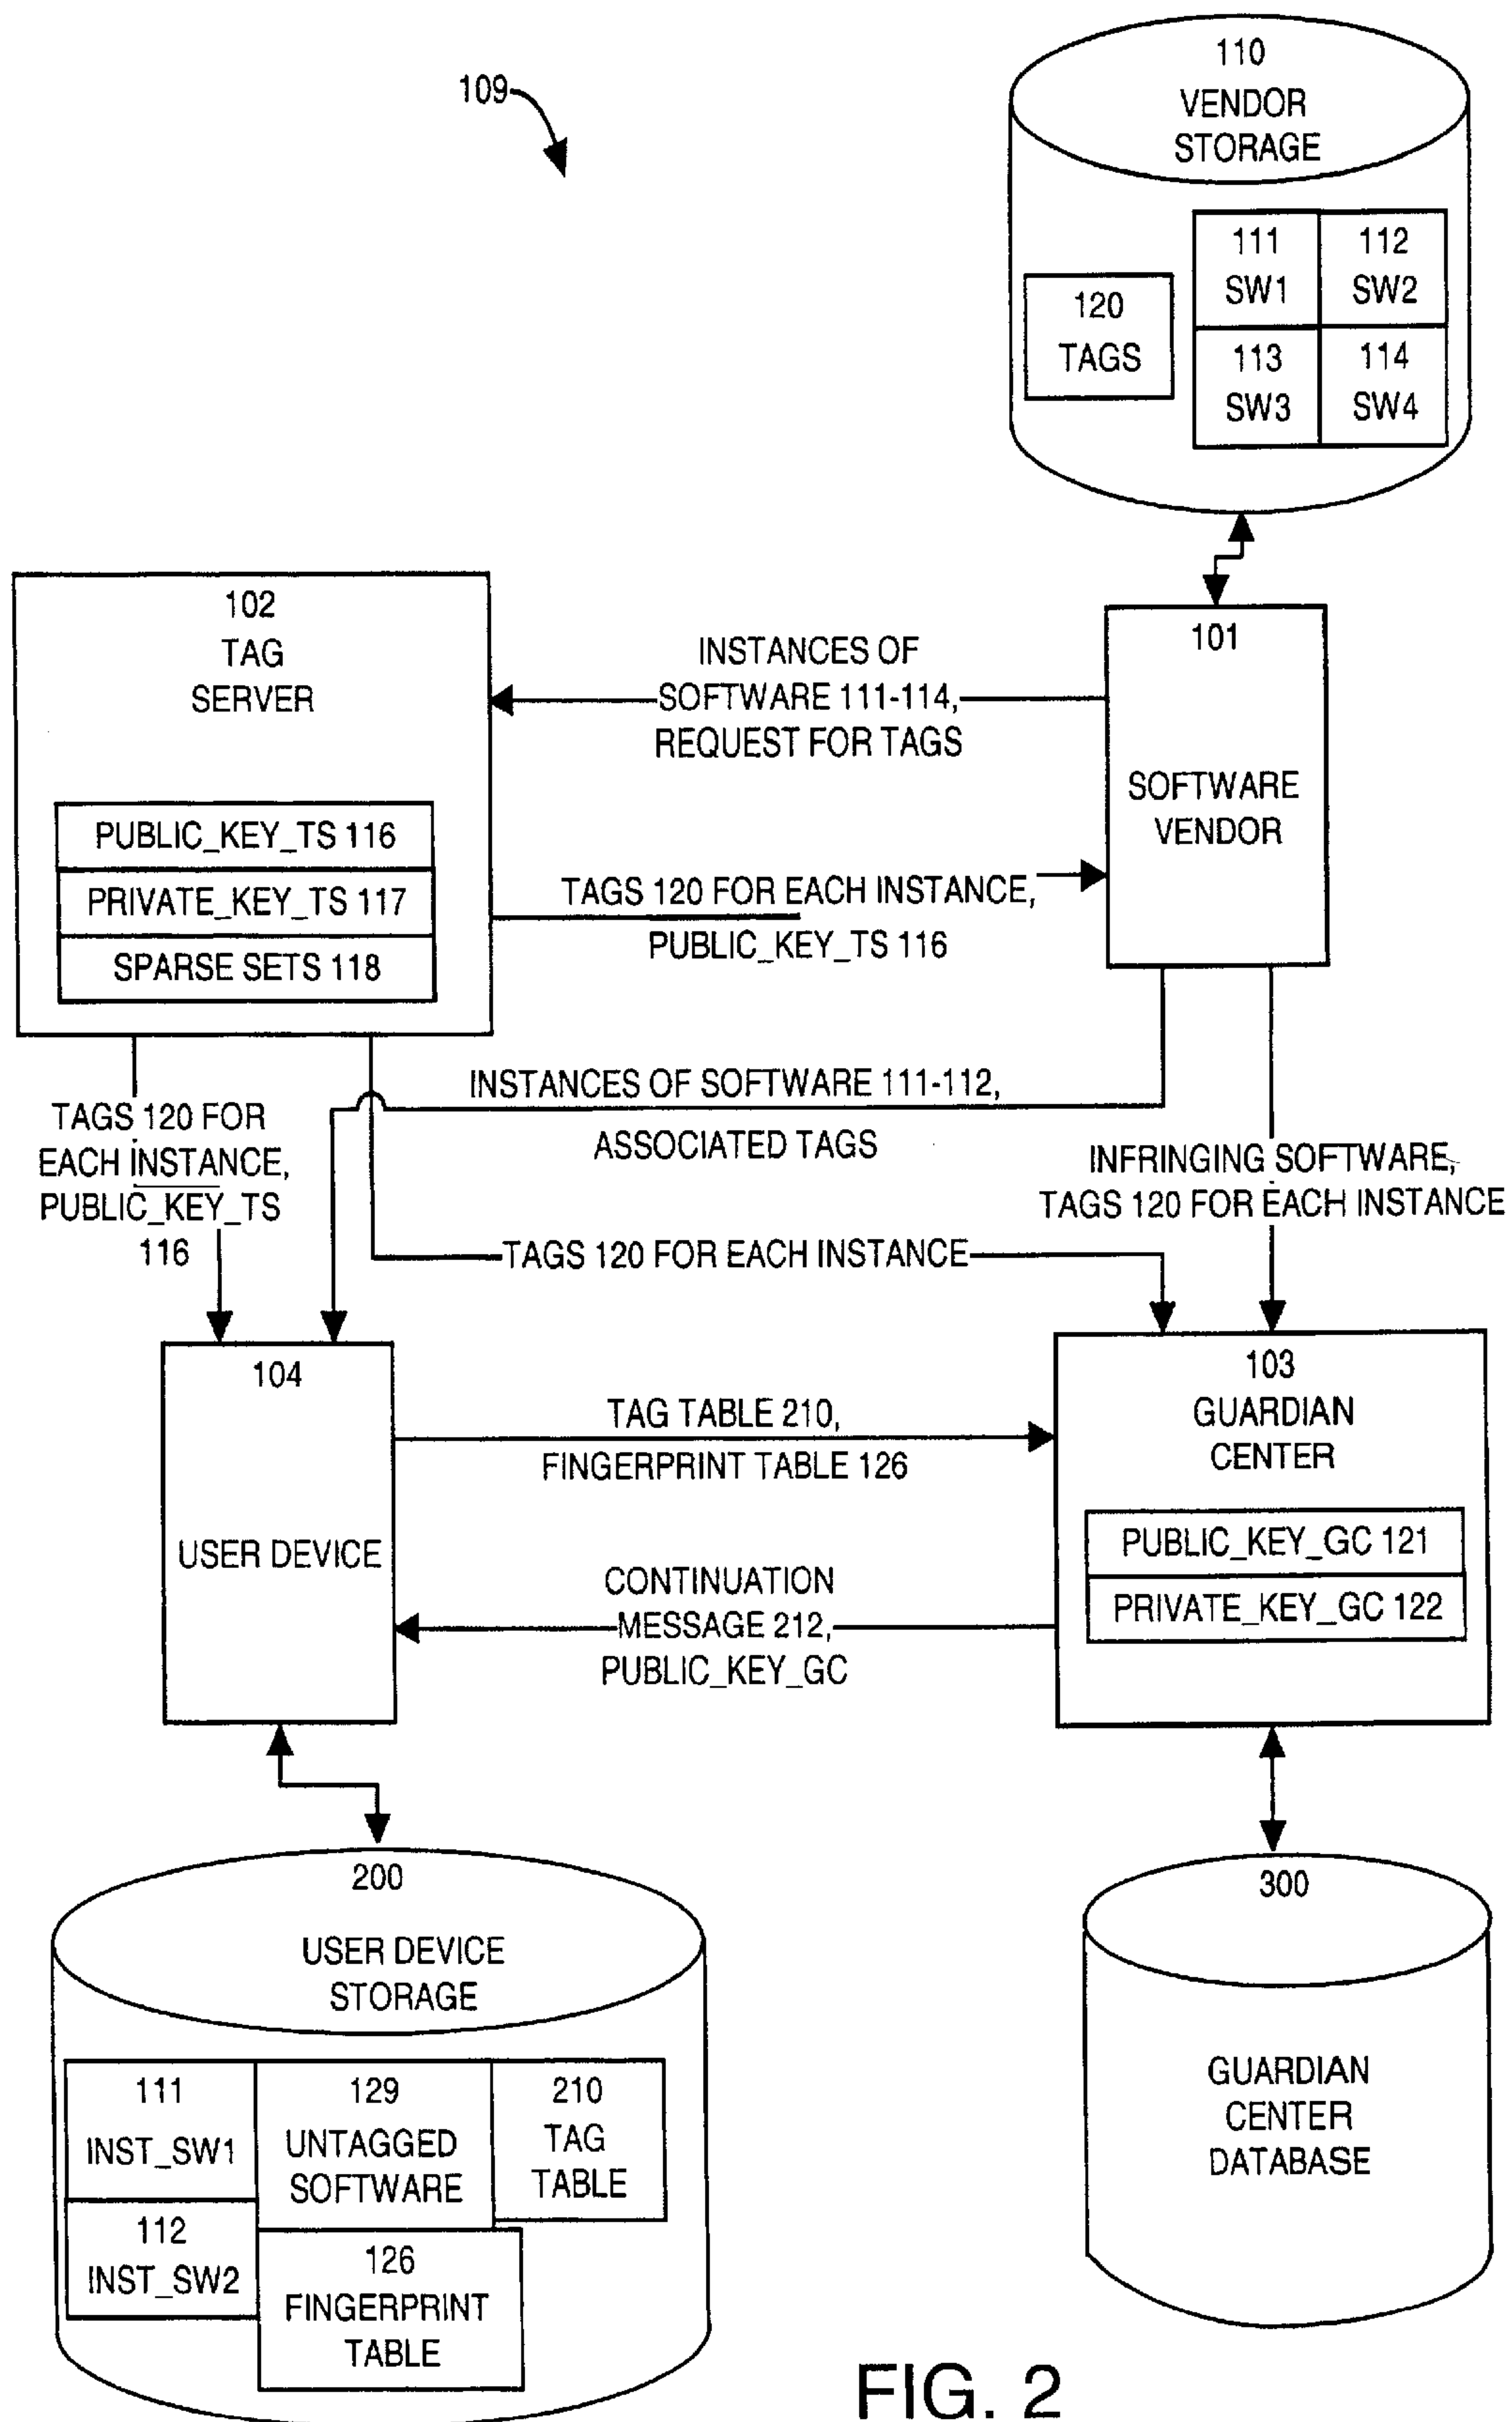 109
110
VENDOR
STORAGE
120
TAGS
111
SW1
112
SW2
113
SW3
114
SW4
102
TAG
SERVER
PUBLIC_KEY_TS 116
PRIVATE_KEY_TS 117
SPARSE SETS 118
INSTANCES OF
SOFTWARE 111-114,
REQUEST FOR TAGS
101
SOFTWARE
VENDOR
TAGS 120 FOR EACH INSTANCE,
PUBLIC_KEY_TS 116
TAGS 120 FOR
EACH INSTANCE,
PUBLIC_KEY_TS
116
INSTANCES OF SOFTWARE 111-112,
ASSOCIATED TAGS
INFRINGING SOFTWARE,
TAGS 120 FOR EACH INSTANCE
TAGS 120 FOR EACH INSTANCE
104
USER DEVICE
TAG TABLE 210,
FINGERPRINT TABLE 126
CONTINUATION
MESSAGE 212,
PUBLIC_KEY_GC
103
GUARDIAN
CENTER
PUBLIC_KEY_GC 121
PRIVATE_KEY_GC 122
200
USER DEVICE
STORAGE
111
INST_SW1
112
INST_SW2
129
UNTAGGED
SOFTWARE
210
TAG
TABLE
126
FINGERPRINT
TABLE
300
GUARDIAN
CENTER
DATABASE
FIG. 2